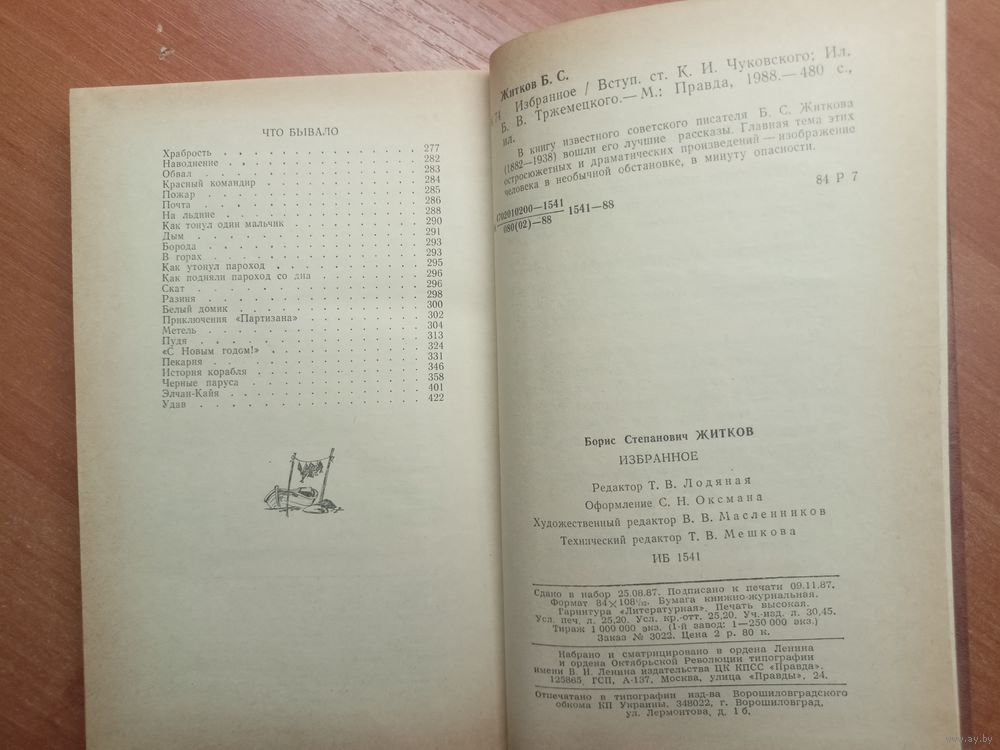 ЧТО БЫВАЛО
Храбрость . . . . . . . . . . . . 277
Наводнение . . . . . . . . . . . . 282
Обвал . . . . . . . . . . . . 283
Красный командир . . . . . . . . . . 284
Пожар . . . . . . . . . . . . 285
Почта . . . . . . . . . . . . 286
На льдине . . . . . . . . . . . . 288
Как тонул один мальчик . . . . . . . . 290
Дым . . . . . . . . . . . . 291
Борода . . . . . . . . . . . . 293
В горах . . . . . . . . . . . . 293
Как утонул пароход . . . . . . . . . 295
Как подняли пароход со дна . . . . . . . 296
Скат . . . . . . . . . . . . 296
Разиня . . . . . . . . . . . . 298
Белый домик . . . . . . . . . . . 300
Приключения «Партизана» . . . . . . . . 302
Метель . . . . . . . . . . . . 304
Пудя . . . . . . . . . . . . 313
«С Новым годом!» . . . . . . . . . . 324
Пекарня . . . . . . . . . . . . 331
История корабля . . . . . . . . . . 346
Черные паруса . . . . . . . . . . . 358
Элчан-Кайя . . . . . . . . . . . 401
Удав . . . . . . . . . . . . 422
Житков Б. С.
74 Избранное / Вступ. ст. К. И. Чуковского; Ил.
Б. В. Тржемецкого.— М.: Правда, 1988.— 480 с.,
ил.
В книгу известного советского писателя Б. С. Житкова
(1882—1938) вошли его лучшие рассказы. Главная тема этих
остросюжетных и драматических произведений — изображение
человека в необычной обстановке, в минуту опасности.
4702010200—1541
080(02)—88 1541—88
84 Р 7
Борис Степанович ЖИТКОВ
ИЗБРАННОЕ
Редактор Т. В. Лодяная
Оформление С. Н. Оксмана
Художественный редактор В. В. Масленников
Технический редактор Т. В. Мешкова
ИБ 1541
Сдано в набор 25.08.87. Подписано к печати 09.11.87.
Формат 84×108¹/₃₂. Бумага книжно-журнальная.
Гарнитура «Литературная». Печать высокая.
Усл. печ. л. 25,20. Усл. кр.-отт. 25,20. Уч.-изд. л. 30,45.
Тираж 1 000 000 экз. (1-й завод: 1—250 000 экз.)
Заказ № 3022. Цена 2 р. 80 к.
Набрано и сматрицировано в ордена Ленина
и ордена Октябрьской Революции типографии
имени В. И. Ленина издательства ЦК КПСС «Правда».
125865, ГСП, А-137, Москва, улица «Правды», 24.
Отпечатано в типографии изд-ва Ворошиловградского
обкома КП Украины. 348022, г. Ворошиловград,
ул. Лермонтова, д. 1 б.
www.ay.by